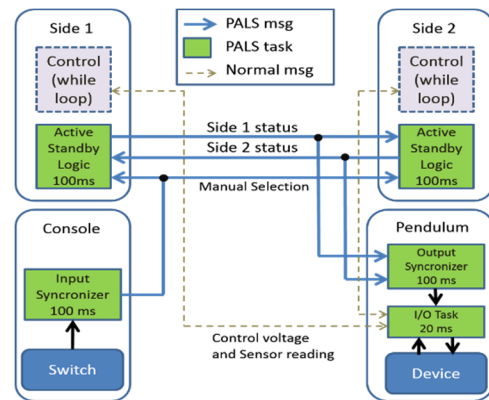 Side 1
PALS msg
PALS task
Normal msg
Side 2
Control
(while
loop)
Control
(while
loop)
Active
Standby
Logic
100ms
Side 1 status
Side 2 status
Manual Selection
Active
Standby
Logic
100ms
Console
Input
Syncronizer
100 ms
Switch
Control voltage
and Sensor reading
Pendulum
Output
Syncronizer
100 ms
I/O Task
20 ms
Device